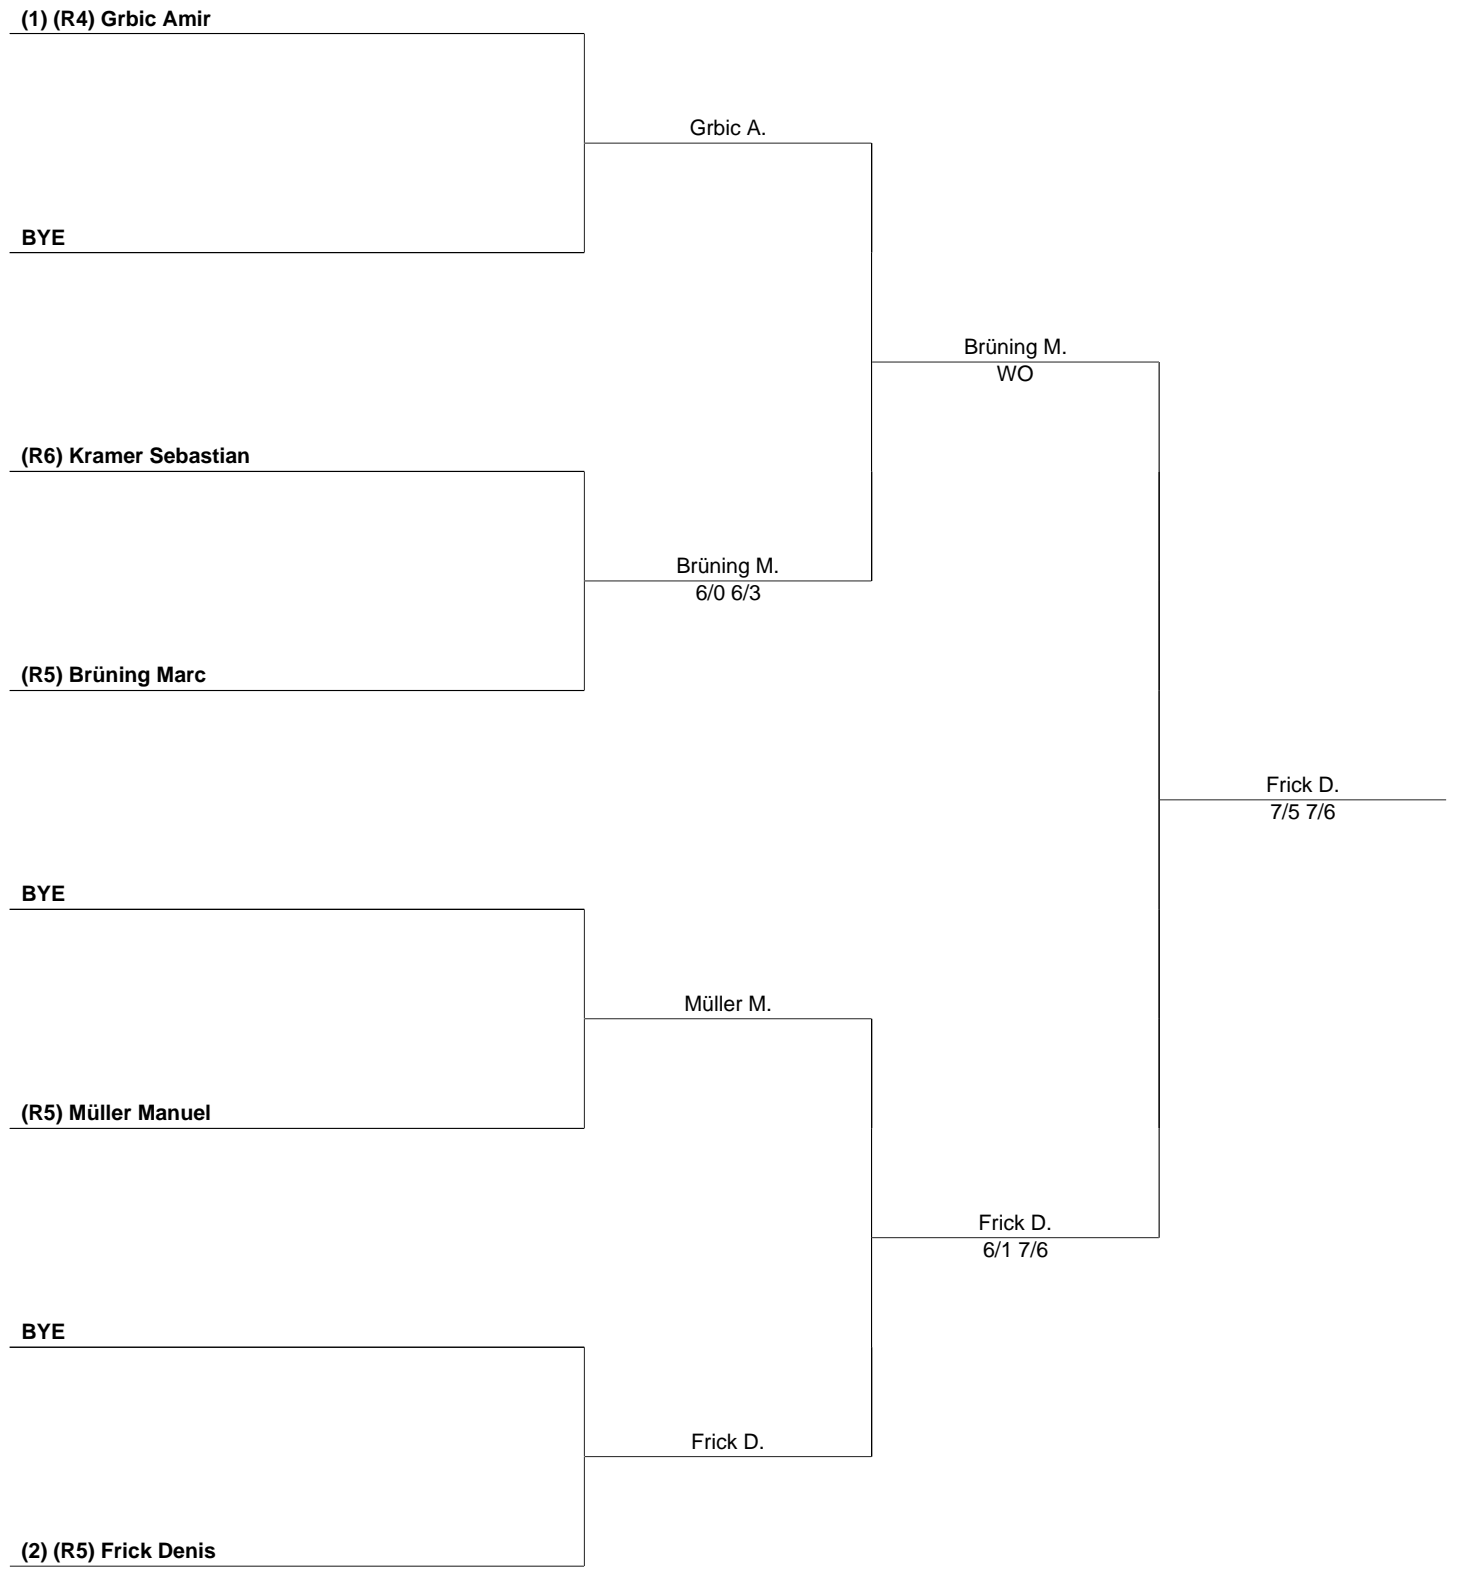 (1) (R4) Grbic Amir
Grbic A.
BYE
Brüning M.
WO
(R6) Kramer Sebastian
Brüning M.
6/0 6/3
(R5) Brüning Marc
Frick D.
7/5 7/6
BYE
Müller M.
(R5) Müller Manuel
Frick D.
6/1 7/6
BYE
Frick D.
(2) (R5) Frick Denis